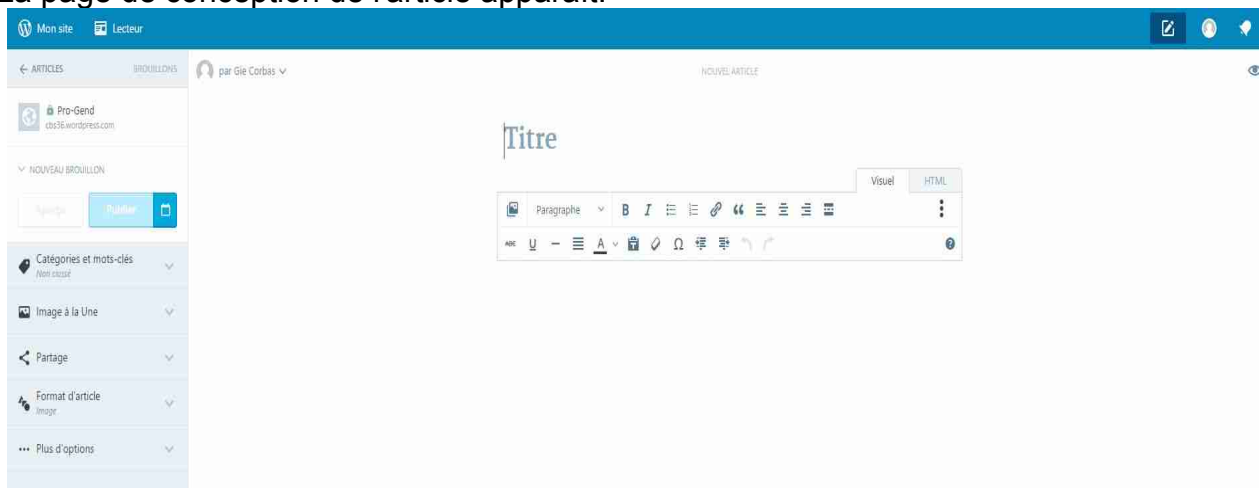 La page de conception de l'article apparaît.
Mon site Lecteur
ARTICLES BROUILLONS
par Gie Corbas
NOUVEL ARTICLE
Pro-Gend
cbs36.wordpress.com
Titre
NOUVEAU BROUILLON
Visuel HTML
Aperçu Publier
Paragraphe B I
ABC U A Ω
Catégories et mots-clés
Non classé
Image à la Une
Partage
Format d'article
Image
Plus d'options